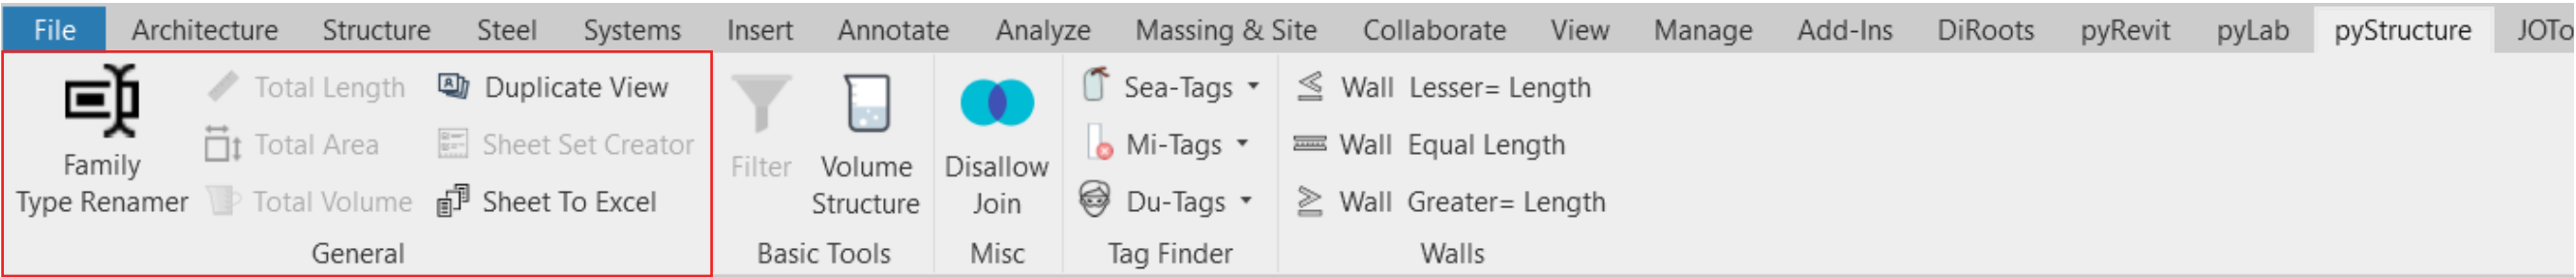 File Architecture Structure Steel Systems Insert Annotate Analyze Massing & Site Collaborate View Manage Add-Ins DiRoots pyRevit pyLab pyStructure JOTo
Family
Type Renamer
Total Length
Total Area
Total Volume
Duplicate View
Sheet Set Creator
Sheet To Excel
General
Filter
Volume
Structure
Basic Tools
Disallow
Join
Misc
Sea-Tags
Mi-Tags
Du-Tags
Tag Finder
Wall Lesser= Length
Wall Equal Length
Wall Greater= Length
Walls